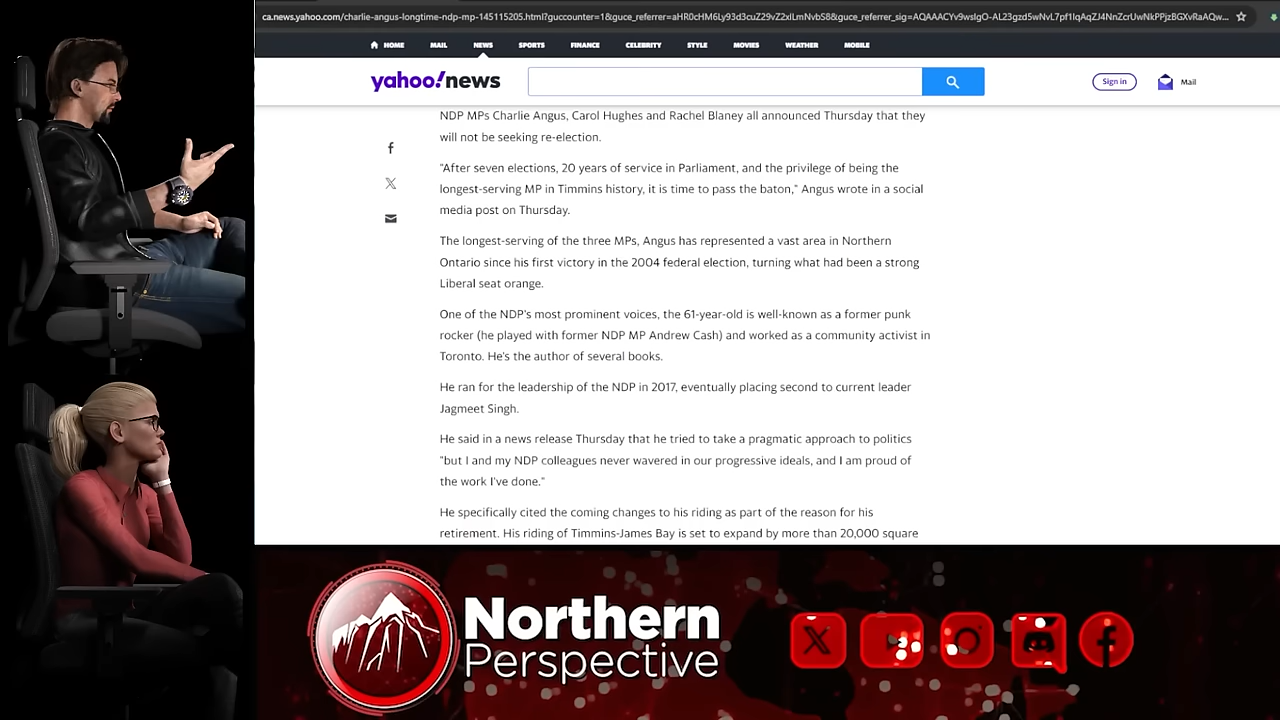 ca.news.yahoo.com/charlie-angus-longtime-ndp-mp-145115205.html?guccounter=1&guce_referrer=aHR0cHM6Ly93d3cuZ29vZ2xlLmNvbS8&guce_referrer_sig=AQAAACYv9wsIgO-AL23gzd5wNvL7pf1IqAqZJ4NnZcrUwNkPPjzBGXvRaAQw...
HOME MAIL NEWS SPORTS FINANCE CELEBRITY STYLE MOVIES WEATHER MOBILE
yahoo!news
Sign in
Mail
NDP MPs Charlie Angus, Carol Hughes and Rachel Blaney all announced Thursday that they
will not be seeking re-election.
"After seven elections, 20 years of service in Parliament, and the privilege of being the
longest-serving MP in Timmins history, it is time to pass the baton," Angus wrote in a social
media post on Thursday.
The longest-serving of the three MPs, Angus has represented a vast area in Northern
Ontario since his first victory in the 2004 federal election, turning what had been a strong
Liberal seat orange.
One of the NDP's most prominent voices, the 61-year-old is well-known as a former punk
rocker (he played with former NDP MP Andrew Cash) and worked as a community activist in
Toronto. He's the author of several books.
He ran for the leadership of the NDP in 2017, eventually placing second to current leader
Jagmeet Singh.
He said in a news release Thursday that he tried to take a pragmatic approach to politics
"but I and my NDP colleagues never wavered in our progressive ideals, and I am proud of
the work I've done."
He specifically cited the coming changes to his riding as part of the reason for his
retirement. His riding of Timmins-James Bay is set to expand by more than 20,000 square
Northern
Perspective